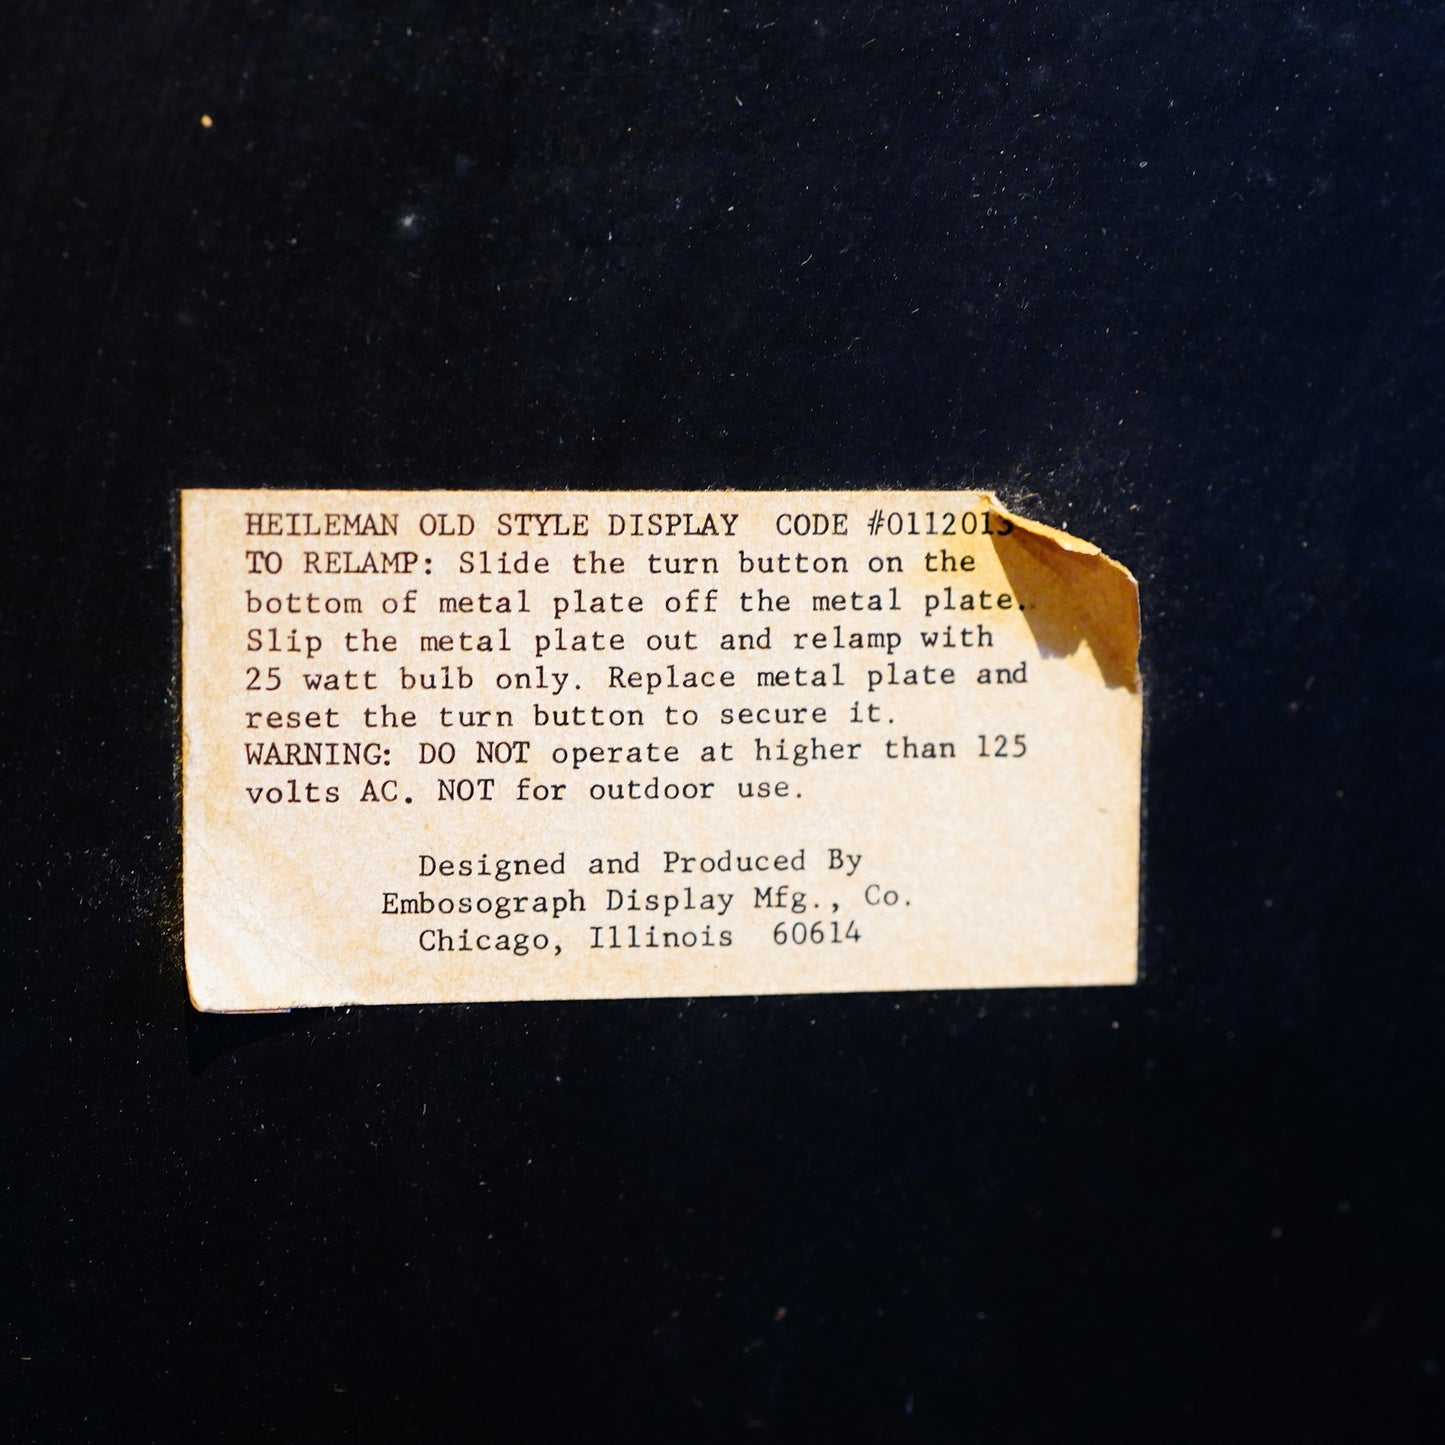 HEILEMAN OLD STYLE DISPLAY  CODE #0112013
TO RELAMP: Slide the turn button on the
bottom of metal plate off the metal plate.
Slip the metal plate out and relamp with
25 watt bulb only. Replace metal plate and
reset the turn button to secure it.
WARNING: DO NOT operate at higher than 125
volts AC. NOT for outdoor use.
Designed and Produced By
Embosograph Display Mfg., Co.
Chicago, Illinois  60614